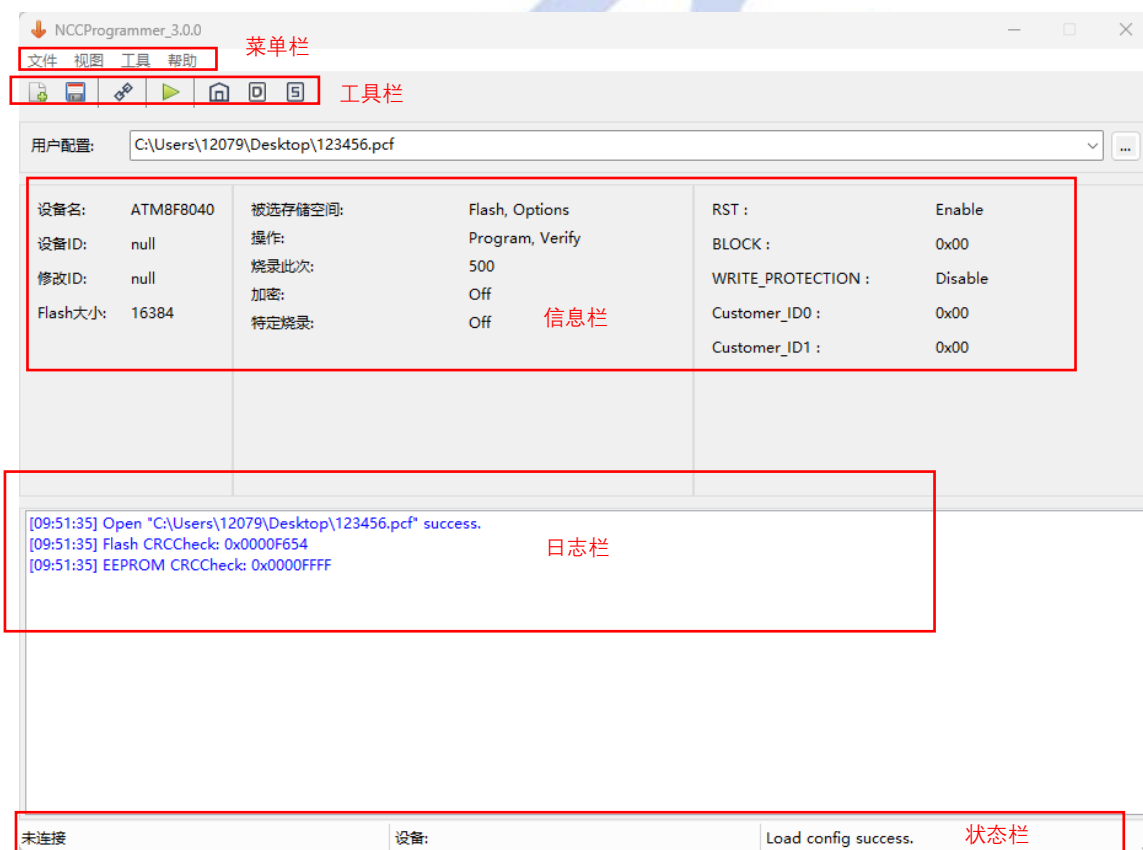 NCCProgrammer_3.0.0
文件 视图 工具 帮助
菜单栏
D S
工具栏
用户配置: C:\Users\12079\Desktop\123456.pcf ...
设备名: ATM8F8040
设备ID: null
修改ID: null
Flash大小: 16384
被选存储空间: Flash, Options
操作: Program, Verify
烧录此次: 500
加密: Off
特定烧录: Off
信息栏
RST : Enable
BLOCK : 0x00
WRITE_PROTECTION : Disable
Customer_ID0 : 0x00
Customer_ID1 : 0x00
[09:51:35] Open "C:\Users\12079\Desktop\123456.pcf" success.
[09:51:35] Flash CRCCheck: 0x0000F654
[09:51:35] EEPROM CRCCheck: 0x0000FFFF
日志栏
未连接 设备: Load config success.
状态栏